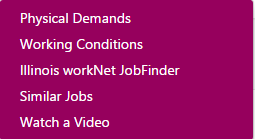 Physical Demands
Working Conditions
Illinois workNet JobFinder
Similar Jobs
Watch a Video